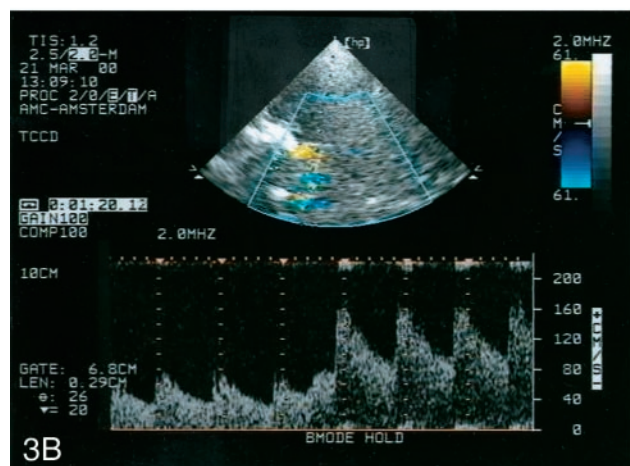 TIS:1.2
2.5/2.0-M
21 MAR 00
13:09:10
PROC 2/0/E/T/A
AMC-AMSTERDAM
TCCD
0:01:20.12
GAIN100
COMP100
2.0MHZ
[hp]
2.0MHZ
61.
C
M
/
S
61.
10CM
GATE: 6.8CM
LEN: 0.29CM
θ: 26
▼= 20
200
160
120
80
40
0
+CM/S-
BMODE HOLD
3B